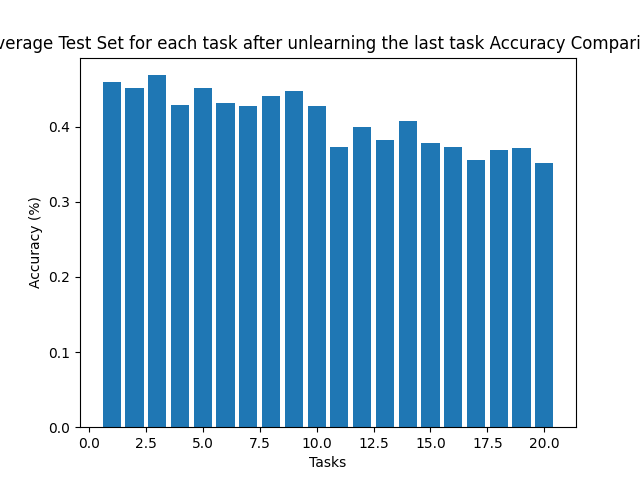 verage Test Set for each task after unlearning the last task Accuracy Compari
Accuracy (%)
0.4
0.3
0.2
0.1
0.0
0.0 2.5 5.0 7.5 10.0 12.5 15.0 17.5 20.0
Tasks